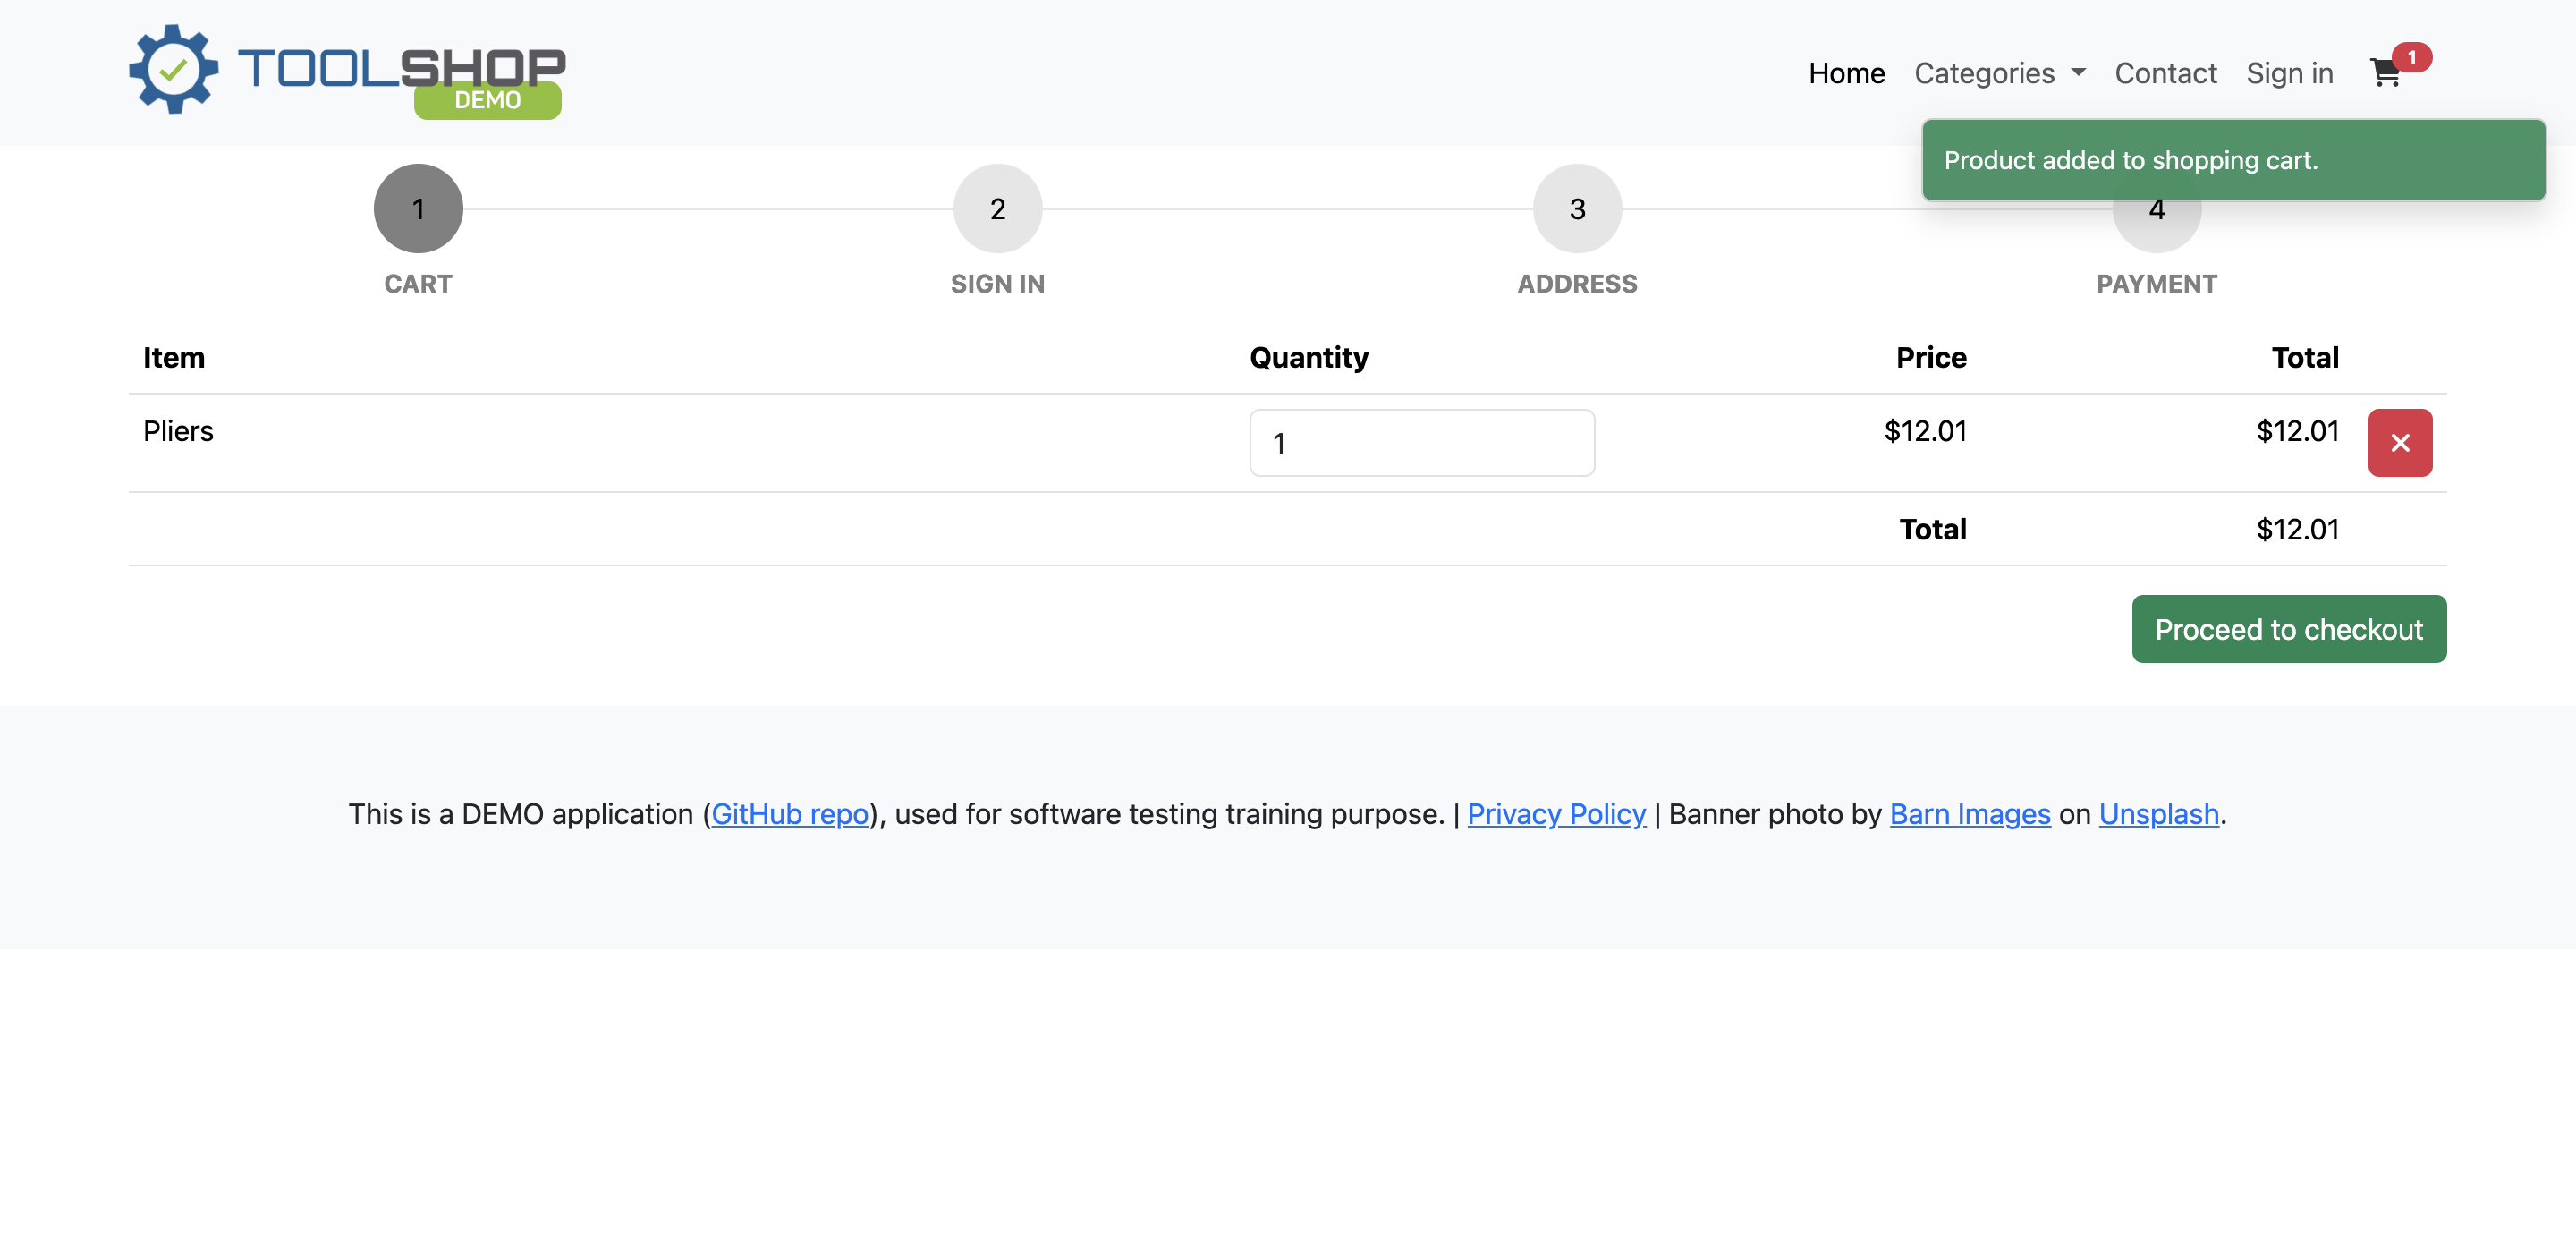 TOOLSHOP
DEMO
Home Categories Contact Sign in 1
Product added to shopping cart.
1 2 3 4
CART SIGN IN ADDRESS PAYMENT
Item Quantity Price Total
Pliers 1 $12.01 $12.01
Total $12.01
Proceed to checkout
This is a DEMO application (GitHub repo), used for software testing training purpose. | Privacy Policy | Banner photo by Barn Images on Unsplash.